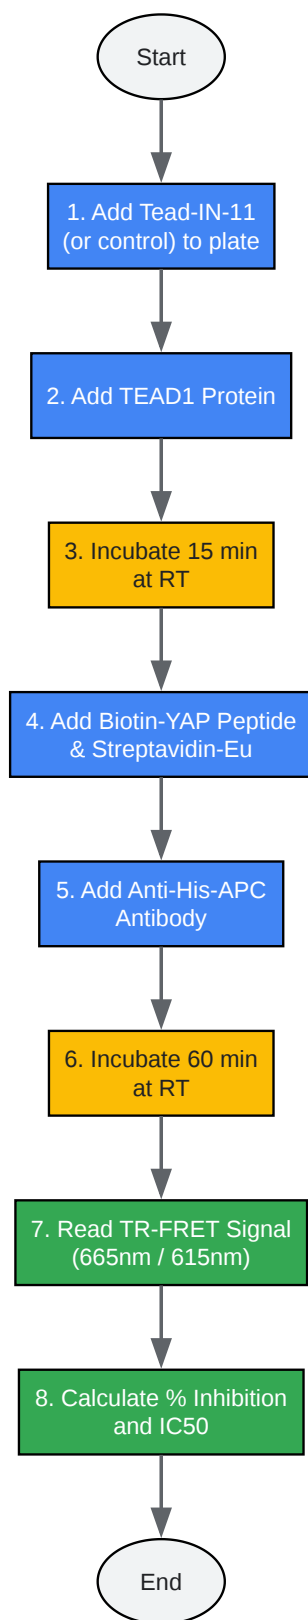 Start
1. Add Tead-IN-11
(or control) to plate
2. Add TEAD1 Protein
3. Incubate 15 min
at RT
4. Add Biotin-YAP Peptide
& Streptavidin-Eu
5. Add Anti-His-APC
Antibody
6. Incubate 60 min
at RT
7. Read TR-FRET Signal
(665nm / 615nm)
8. Calculate % Inhibition
and IC50
End